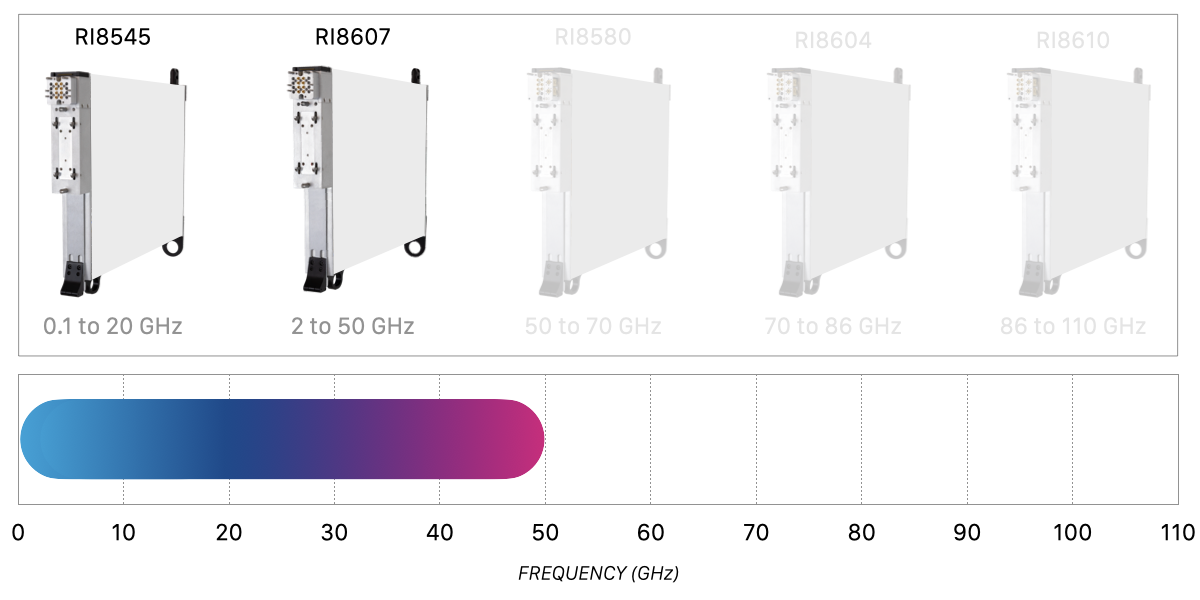 RI8545 RI8607 RI8580 RI8604 RI8610
0.1 to 20 GHz 2 to 50 GHz 50 to 70 GHz 70 to 86 GHz 86 to 110 GHz
0 10 20 30 40 50 60 70 80 90 100 110
FREQUENCY (GHz)